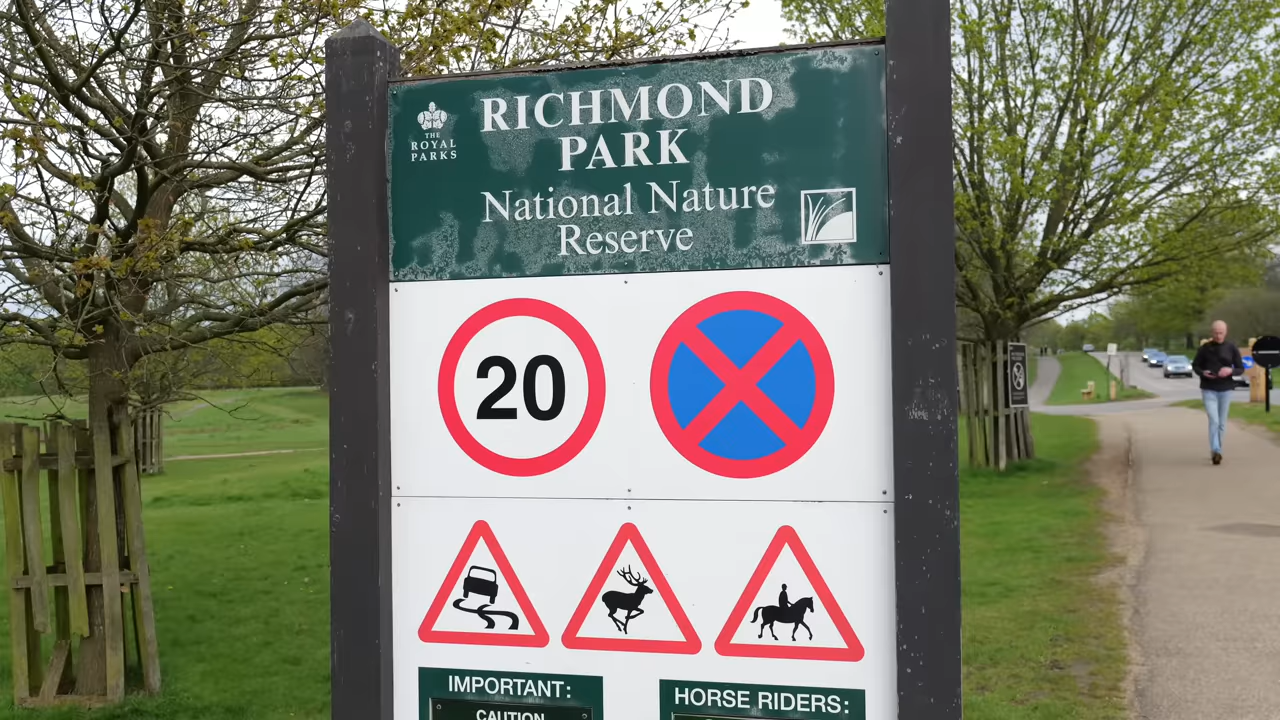 THE
ROYAL
PARKS
RICHMOND
PARK
National Nature
Reserve
20
IMPORTANT:
CAUTION
HORSE RIDERS: